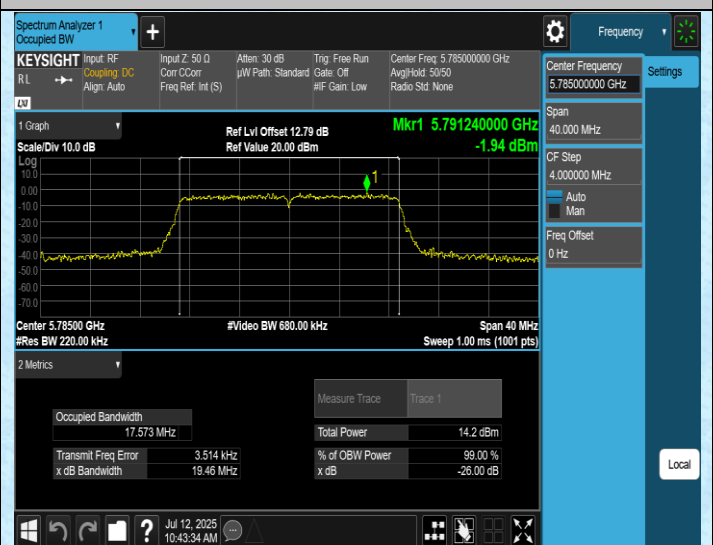 Spectrum Analyzer 1
Occupied BW
Frequency
KEYSIGHT
RL
LXI
Input: RF
Coupling: DC
Align: Auto
Input Z: 50 Ω
Corr CCorr
Freq Ref: Int (S)
Atten: 30 dB
µW Path: Standard
Trig: Free Run
Gate: Off
#IF Gain: Low
Center Freq: 5.785000000 GHz
Avg|Hold: 50/50
Radio Std: None
Center Frequency
5.785000000 GHz
Settings
Span
40.000 MHz
CF Step
4.000000 MHz
Auto
Man
Freq Offset
0 Hz
1 Graph
Scale/Div 10.0 dB
Ref Lvl Offset 12.79 dB
Ref Value 20.00 dBm
Mkr1 5.791240000 GHz
-1.94 dBm
Log
10.0
0.00
-10.0
-20.0
-30.0
-40.0
-50.0
-60.0
-70.0
1
Center 5.78500 GHz
#Res BW 220.00 kHz
#Video BW 680.00 kHz
Span 40 MHz
Sweep 1.00 ms (1001 pts)
2 Metrics
Measure Trace
Trace 1
Occupied Bandwidth
17.573 MHz
Total Power
14.2 dBm
Transmit Freq Error
3.514 kHz
% of OBW Power
99.00 %
x dB Bandwidth
19.46 MHz
x dB
-26.00 dB
Local
?
Jul 12, 2025
10:43:34 AM